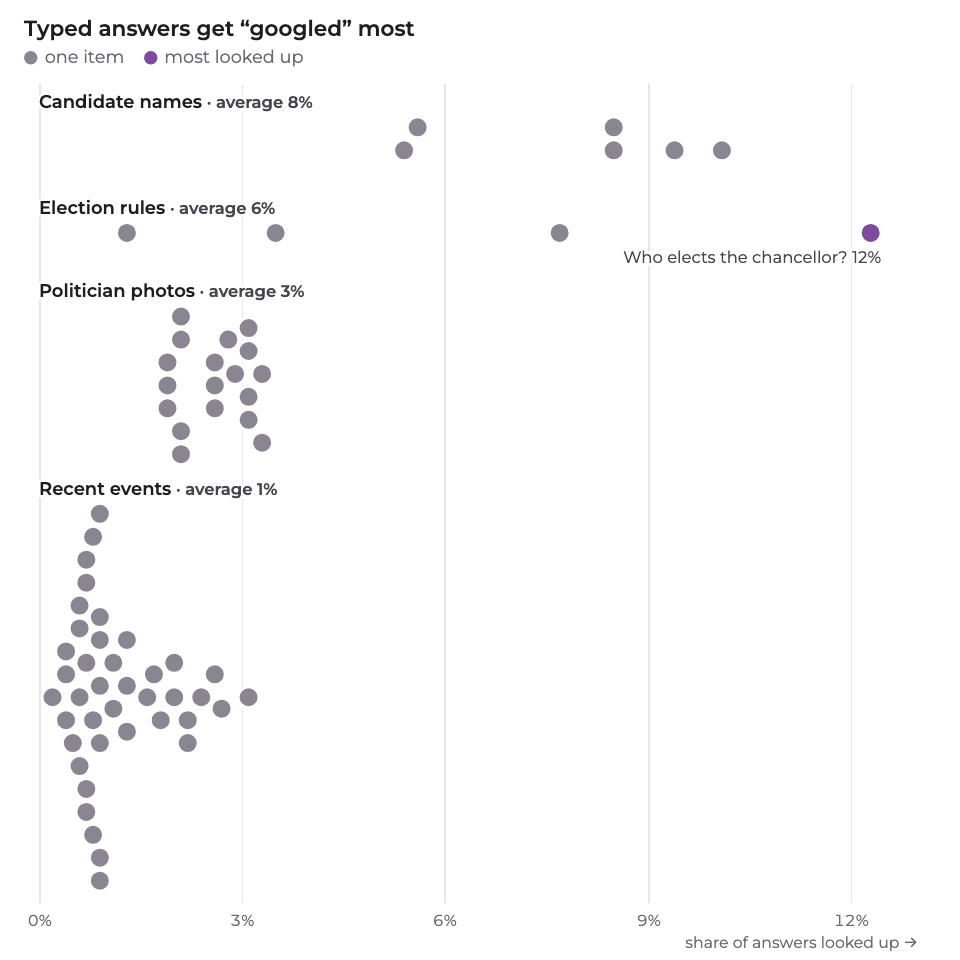 Typed answers get “googled” most
one item
most looked up
Candidate names · average 8%
Election rules · average 6%
Who elects the chancellor? 12%
Politician photos · average 3%
Recent events · average 1%
0%
3%
6%
9%
12%
share of answers looked up →